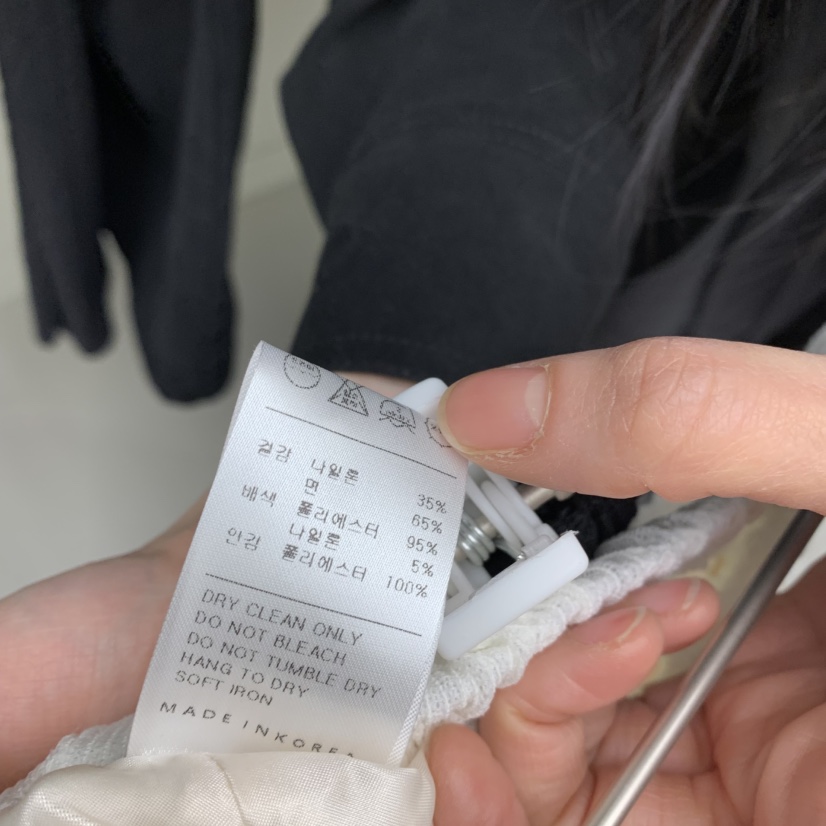 겉감 나일론 35%
면 65%
배색 폴리에스터 95%
나일론 5%
안감 폴리에스터 100%
DRY CLEAN ONLY
DO NOT BLEACH
DO NOT TUMBLE DRY
HANG TO DRY
SOFT IRON
MADE IN KOREA